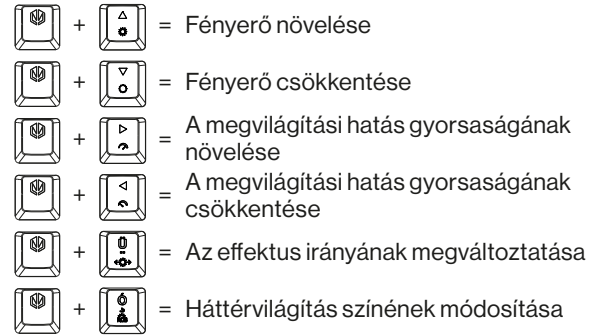 + = Fényerő növelése
+ = Fényerő csökkentése
+ = A megvilágítási hatás gyorsaságának
növelése
+ = A megvilágítási hatás gyorsaságának
csökkentése
+ = Az effektus irányának megváltoztatása
+ = Háttérvilágítás színének módosítása